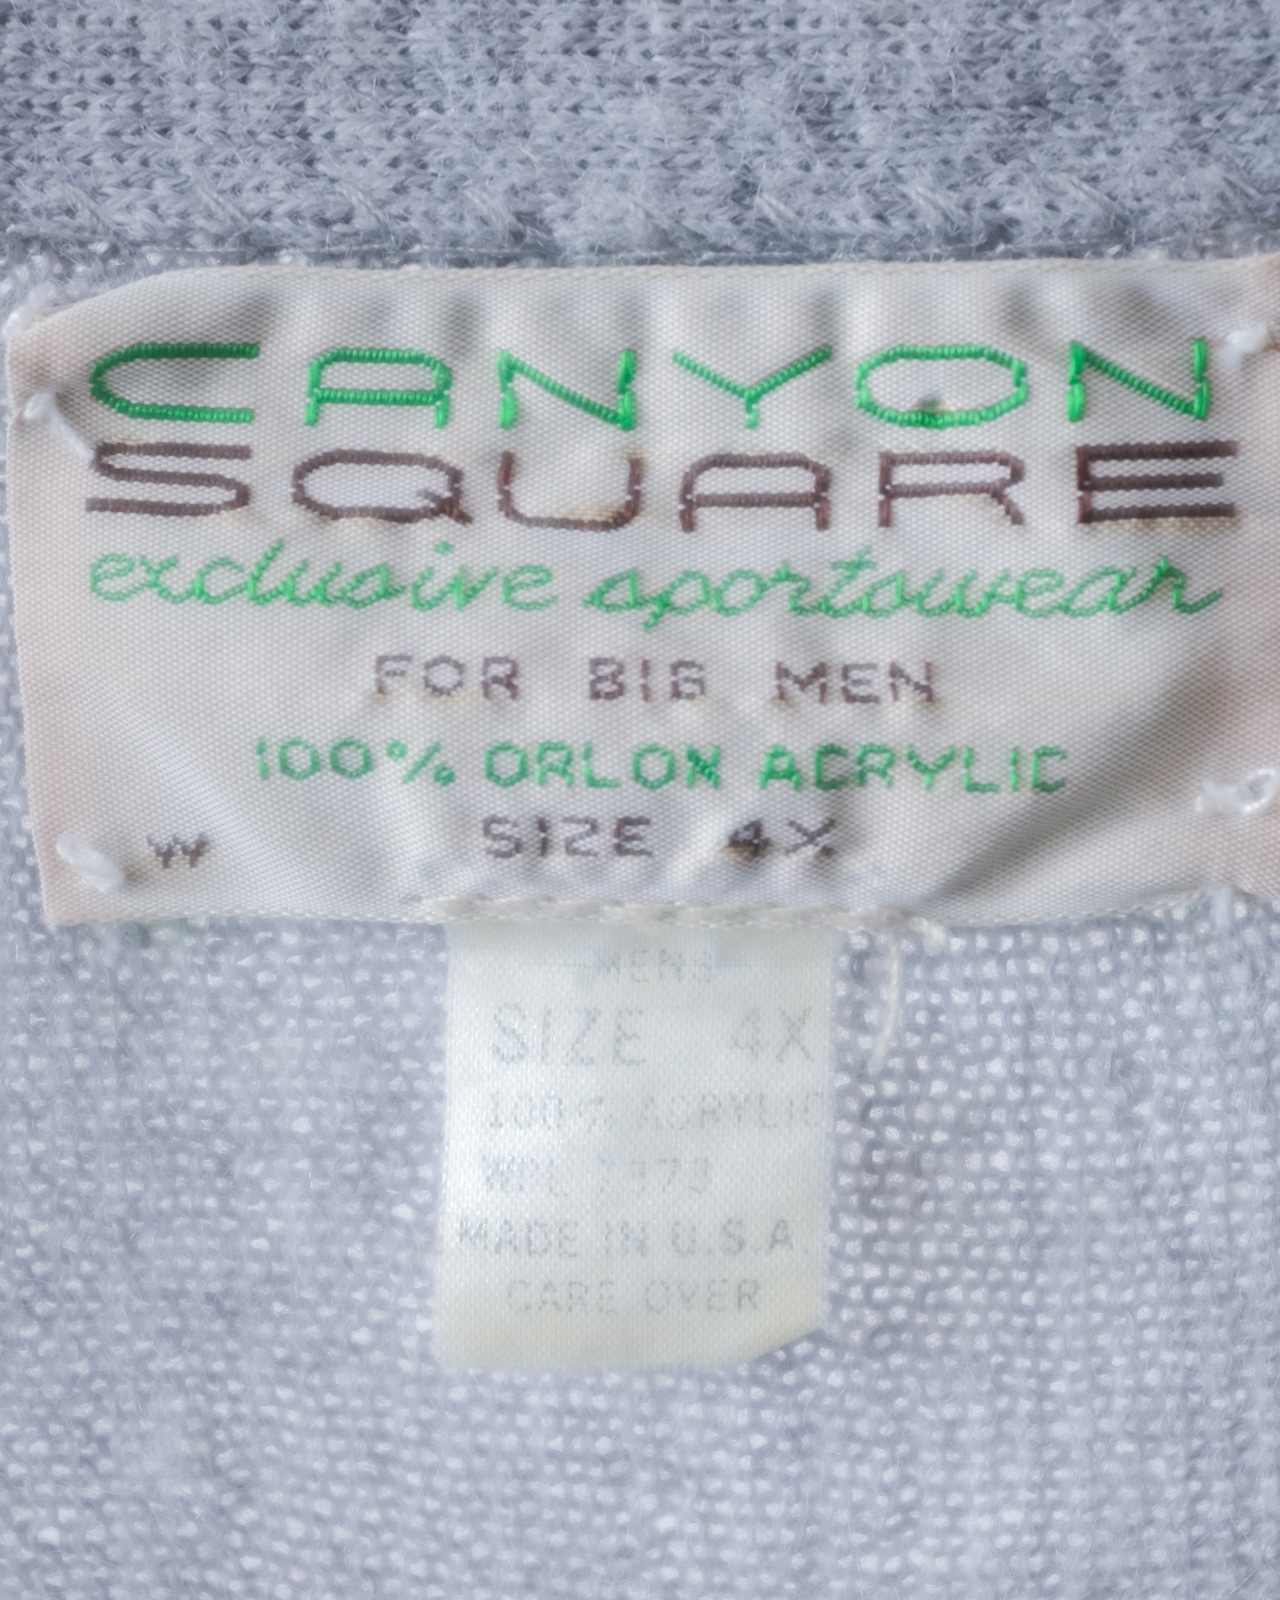 CANYON
SQUARE
exclusive sportswear
FOR BIG MEN
100% ORLON ACRYLIC
SIZE 4X
W
MENS
SIZE 4X
100% ACRYLIC
WPL
MADE IN U.S.A.
CARE OVER